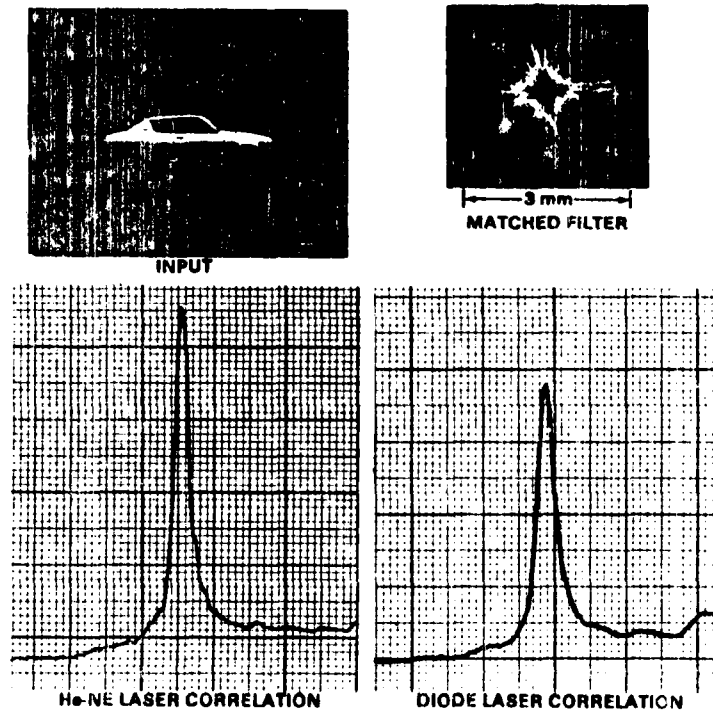 INPUT
3 mm
MATCHED FILTER
He-NE LASER CORRELATION
DIODE LASER CORRELATION